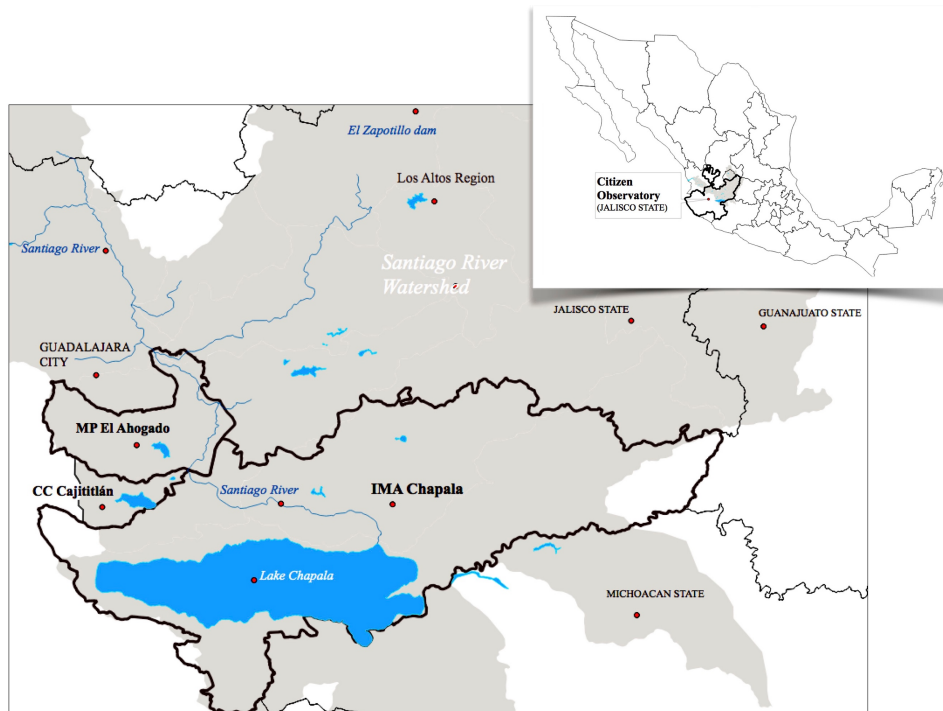 El Zapotillo dam
Los Altos Region
Citizen
Observatory
(JALISCO STATE)
Santiago River
Santiago River
Watershed
JALISCO STATE
GUANAJUATO STATE
GUADALAJARA
CITY
MP El Ahogado
CC Cajititlán
Santiago River
IMA Chapala
Lake Chapala
MICHOACAN STATE